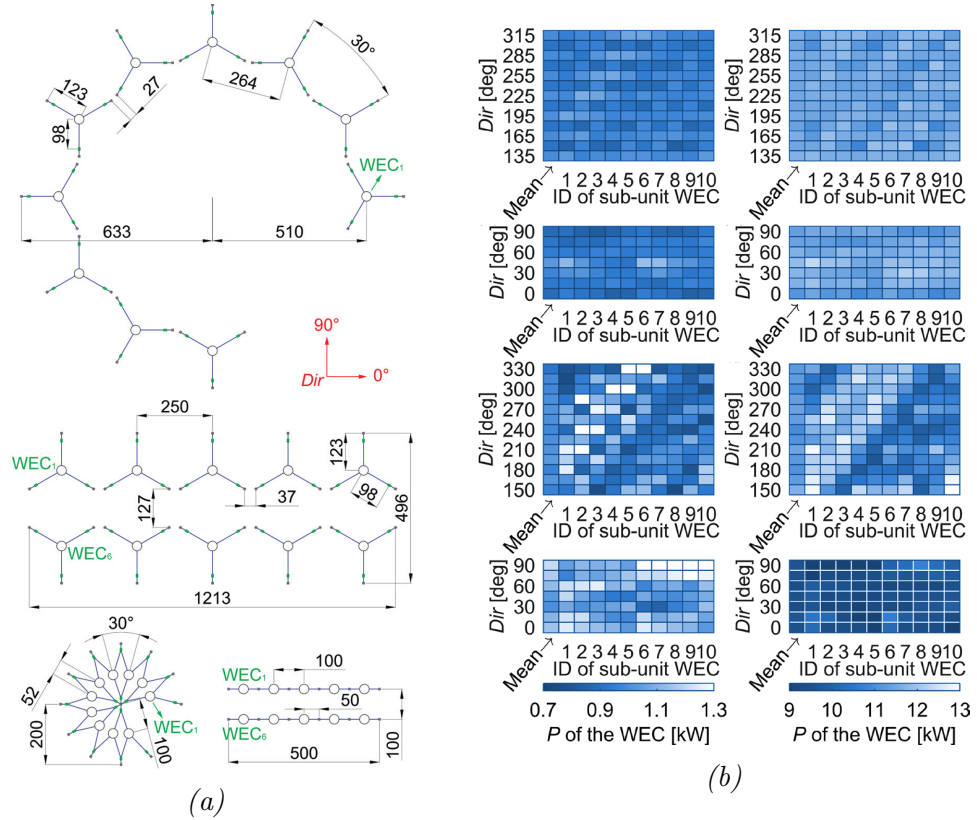 30°
264
27
123
98
WEC₁
633
510
90°
Dir
0°
250
WEC₁
123
98
37
127
496
WEC₆
1213
30°
52
200
WEC₁
100
WEC₁
100
50
WEC₆
500
100
(a)
Dir [deg]
315
285
255
225
195
165
135
Mean→
1 2 3 4 5 6 7 8 9 10
ID of sub-unit WEC
Dir [deg]
315
285
255
225
195
165
135
Mean→
1 2 3 4 5 6 7 8 9 10
ID of sub-unit WEC
Dir [deg]
90
60
30
0
Mean→
1 2 3 4 5 6 7 8 9 10
ID of sub-unit WEC
Dir [deg]
90
60
30
0
Mean→
1 2 3 4 5 6 7 8 9 10
ID of sub-unit WEC
Dir [deg]
330
300
270
240
210
180
150
Mean→
1 2 3 4 5 6 7 8 9 10
ID of sub-unit WEC
Dir [deg]
330
300
270
240
210
180
150
Mean→
1 2 3 4 5 6 7 8 9 10
ID of sub-unit WEC
Dir [deg]
90
60
30
0
Mean→
1 2 3 4 5 6 7 8 9 10
ID of sub-unit WEC
0.7 0.9 1.1 1.3
P of the WEC [kW]
Dir [deg]
90
60
30
0
Mean→
1 2 3 4 5 6 7 8 9 10
ID of sub-unit WEC
9 10 11 12 13
P of the WEC [kW]
(b)